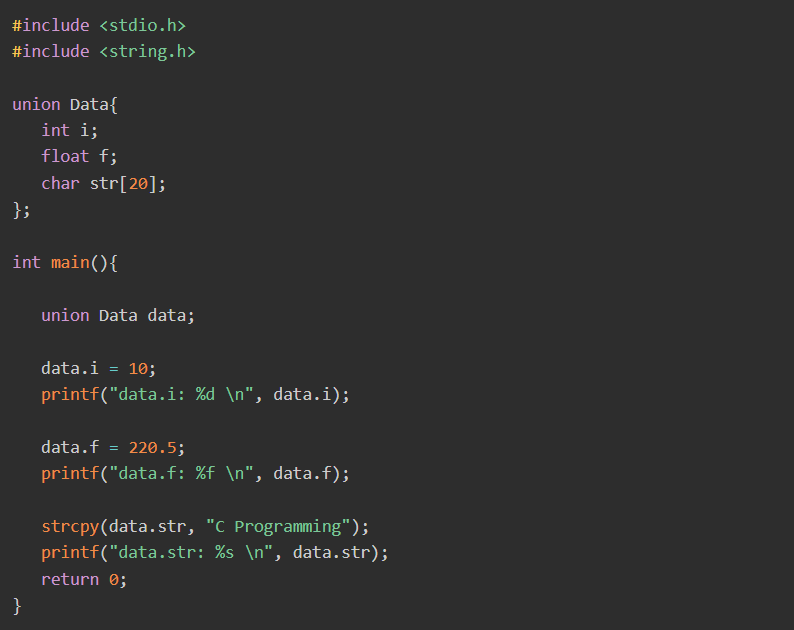 #include <stdio.h>
#include <string.h>

union Data{
   int i;
   float f;
   char str[20];
};

int main(){

   union Data data;

   data.i = 10;
   printf("data.i: %d \n", data.i);

   data.f = 220.5;
   printf("data.f: %f \n", data.f);

   strcpy(data.str, "C Programming");
   printf("data.str: %s \n", data.str);
   return 0;
}